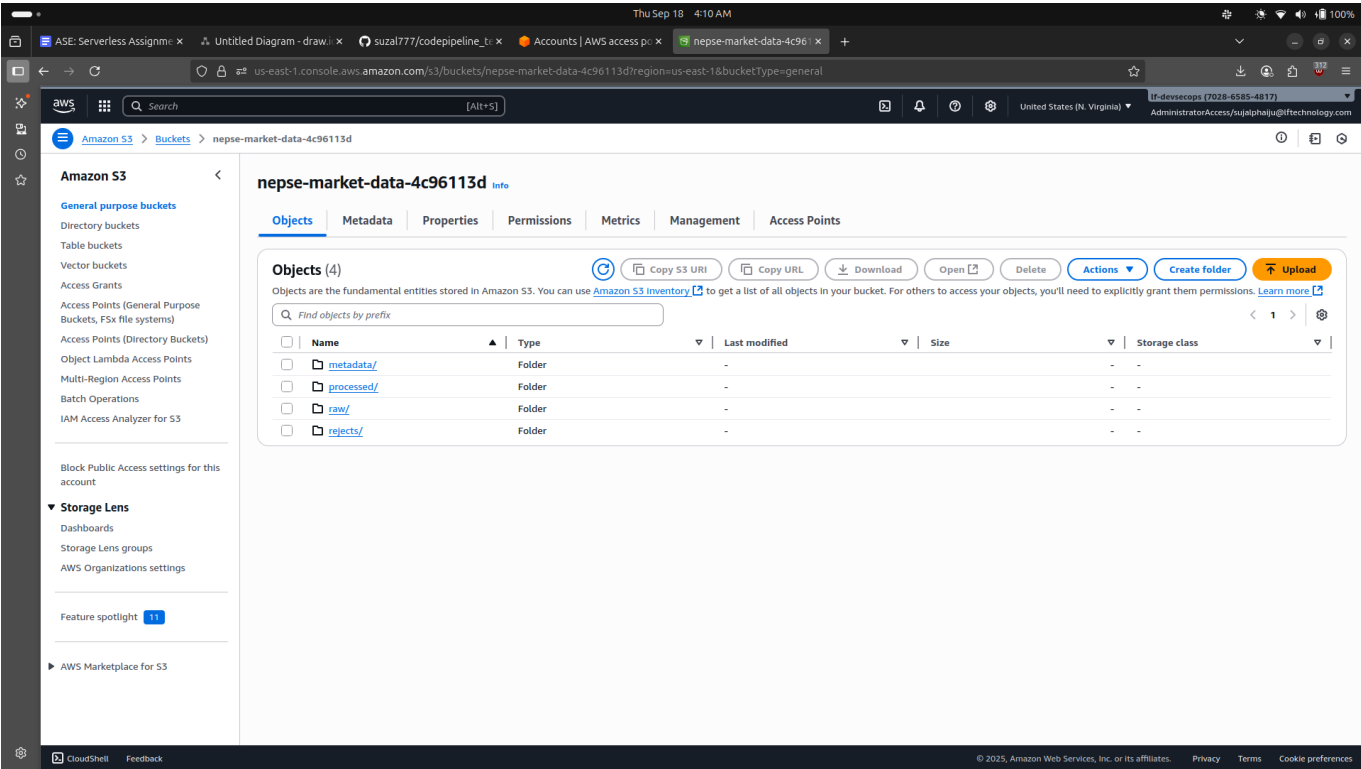 Thu Sep 18 4:10 AM
100%
ASE: Serverless Assignme ×
Untitled Diagram - draw.i ×
suzal777/codepipeline_te ×
Accounts | AWS access po ×
nepse-market-data-4c961 ×
+
us-east-1.console.aws.amazon.com/s3/buckets/nepse-market-data-4c96113d?region=us-east-1&bucketType=general
312
aws
Search [Alt+S]
United States (N. Virginia) ▼
lf-devsecops (7028-6585-4817) ▼
AdministratorAccess/sujalphaiju@lftechnology.com
Amazon S3 > Buckets > nepse-market-data-4c96113d
Amazon S3
General purpose buckets
Directory buckets
Table buckets
Vector buckets
Access Grants
Access Points (General Purpose
Buckets, FSx file systems)
Access Points (Directory Buckets)
Object Lambda Access Points
Multi-Region Access Points
Batch Operations
IAM Access Analyzer for S3
Block Public Access settings for this
account
▼ Storage Lens
Dashboards
Storage Lens groups
AWS Organizations settings
Feature spotlight 11
AWS Marketplace for S3
nepse-market-data-4c96113d Info
Objects Metadata Properties Permissions Metrics Management Access Points
Objects (4)
Copy S3 URI Copy URL Download Open Delete Actions ▼ Create folder Upload
Objects are the fundamental entities stored in Amazon S3. You can use Amazon S3 inventory to get a list of all objects in your bucket. For others to access your objects, you'll need to explicitly grant them permissions. Learn more
Find objects by prefix
< 1 >
Name Type Last modified Size Storage class
metadata/ Folder - - -
processed/ Folder - - -
raw/ Folder - - -
rejects/ Folder - - -
CloudShell Feedback
© 2025, Amazon Web Services, Inc. or its affiliates. Privacy Terms Cookie preferences